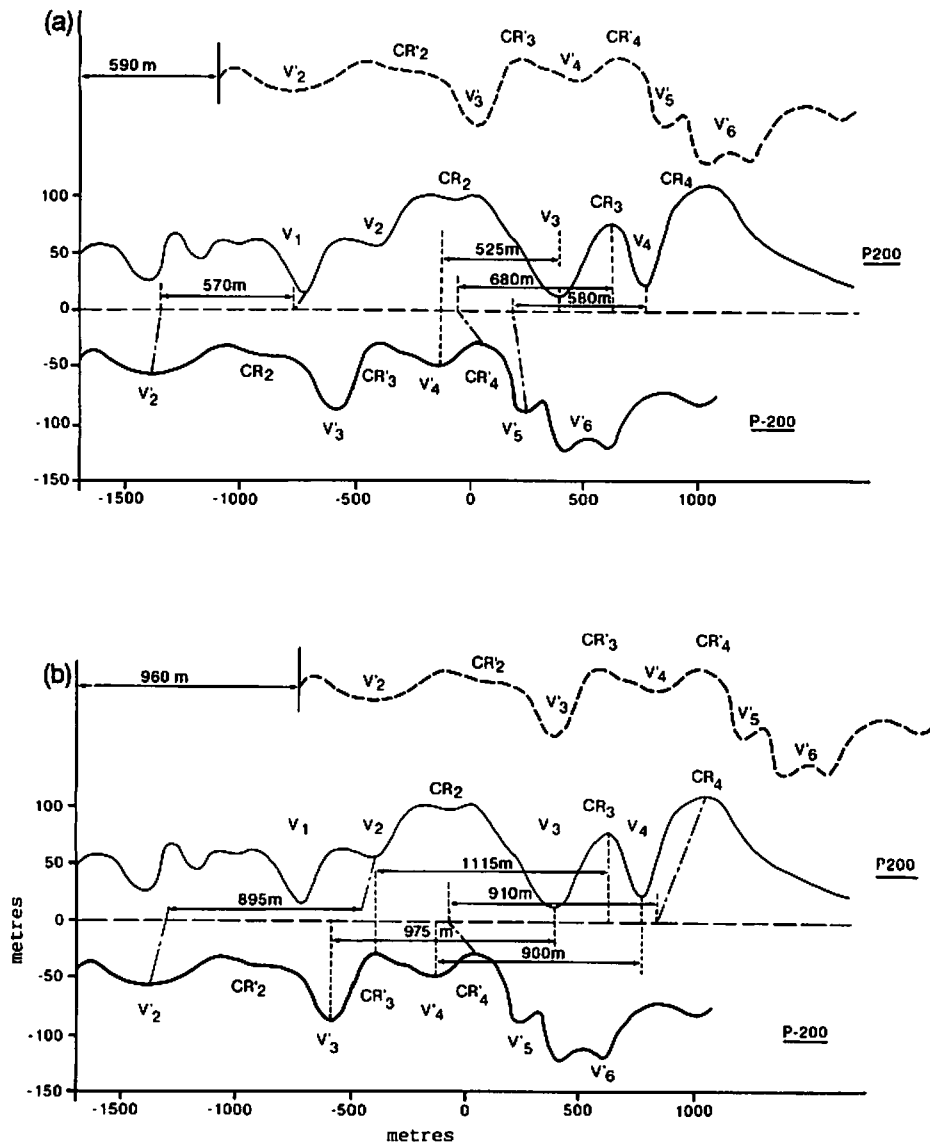 (a)
CR'3 CR'4
CR'2
590 m
V'2 V'4
V'3 V'5
V'6
CR2 CR4
100
V1 V2 V3 CR3 V4
50
525m
P200
680m
570m 580m
0
-50
CR2 CR'3 V'4 CR'4
V'2
-100
V'3 V'5 V'6
P-200
-150
-1500 -1000 -500 0 500 1000
(b)
CR'3 CR'4
CR'2
960 m
V'2 V'4
V'3 V'5
V'6
CR2 CR4
100
V1 V2 V3 CR3 V4
50
1115m
P200
895m 910m
0
975 m
900m
-50
V'2 CR'2 CR'3 V'4 CR'4
-100
V'3 V'5 V'6
P-200
-150
-1500 -1000 -500 0 500 1000
metres
metres